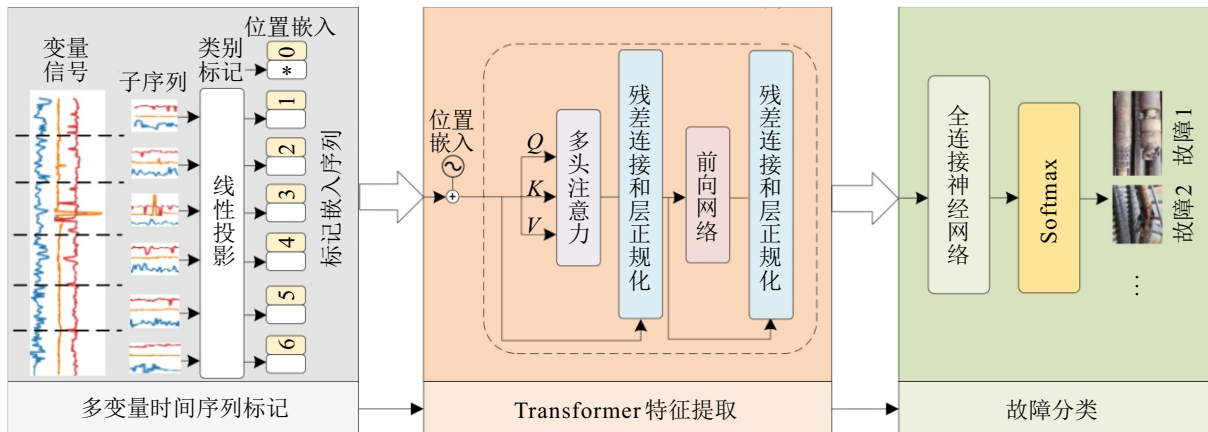 变量
信号
子序列
类别
标记
位置嵌入
*
0
1
2
3
4
5
6
线性投影
标记嵌入序列
多变量时间序列标记
位置
嵌入
Q
K
V
多头注意力
残差连接和层正规化
前向网络
残差连接和层正规化
Transformer 特征提取
全连接神经网络
Softmax
故障1
故障2
…
故障分类